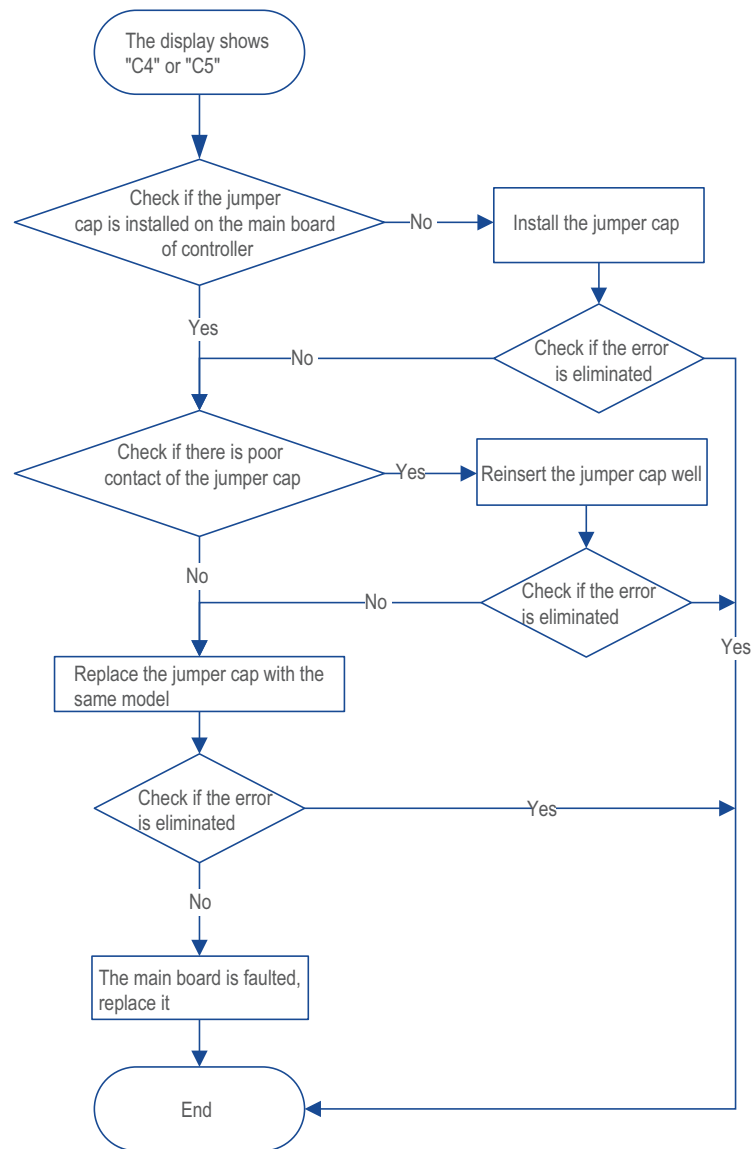 The display shows
"C4" or "C5"
Check if the jumper
cap is installed on the main board
of controller
No
Install the jumper cap
Yes
Check if the error
is eliminated
No
Check if there is poor
contact of the jumper cap
Yes
Reinsert the jumper cap well
No
Check if the error
is eliminated
No
Yes
Replace the jumper cap with the
same model
Check if the error
is eliminated
Yes
No
The main board is faulted,
replace it
End